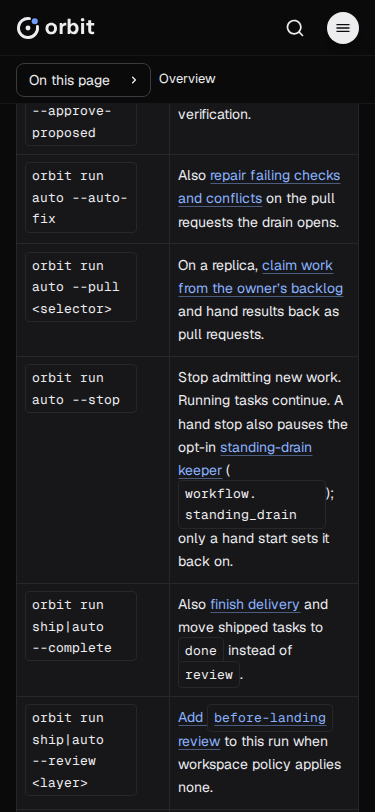 orbit
On this page
Overview
--approve-
proposed
verification.
orbit run
auto --auto-
fix
Also repair failing checks
and conflicts on the pull
requests the drain opens.
orbit run
auto --pull
<selector>
On a replica, claim work
from the owner's backlog
and hand results back as
pull requests.
orbit run
auto --stop
Stop admitting new work.
Running tasks continue. A
hand stop also pauses the
opt-in standing-drain
keeper (
workflow.
standing_drain);
only a hand start sets it
back on.
orbit run
ship|auto
--complete
Also finish delivery and
move shipped tasks to
done instead of
review.
orbit run
ship|auto
--review
<layer>
Add before-landing
review to this run when
workspace policy applies
none.